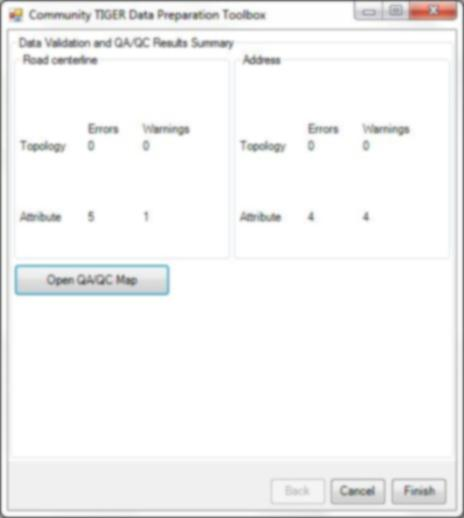 Community TIGER Data Preparation Toolbox
Data Validation and QA/QC Results Summary
Road centerline
Errors Warnings
Topology 0 0
Attribute 5 1
Address
Errors Warnings
Topology 0 0
Attribute 4 4
Open QA/QC Map
Back Cancel Finish